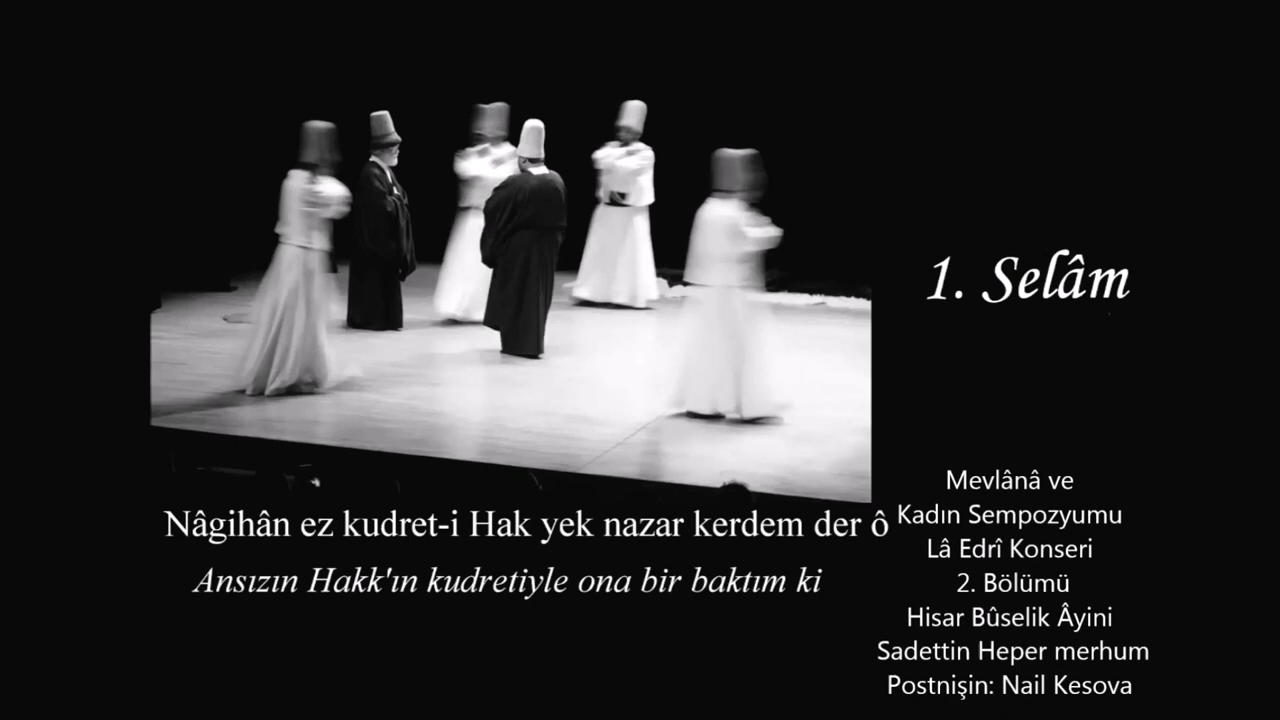 1. Selâm
Nâgihân ez kudret-i Hak yek nazar kerdem der ô
Ansızın Hakk'ın kudretiyle ona bir baktım ki
Mevlânâ ve
Kadın Sempozyumu
Lâ Edrî Konseri
2. Bölümü
Hisar Bûselik Âyini
Sadettin Heper merhum
Postnişin: Nail Kesova